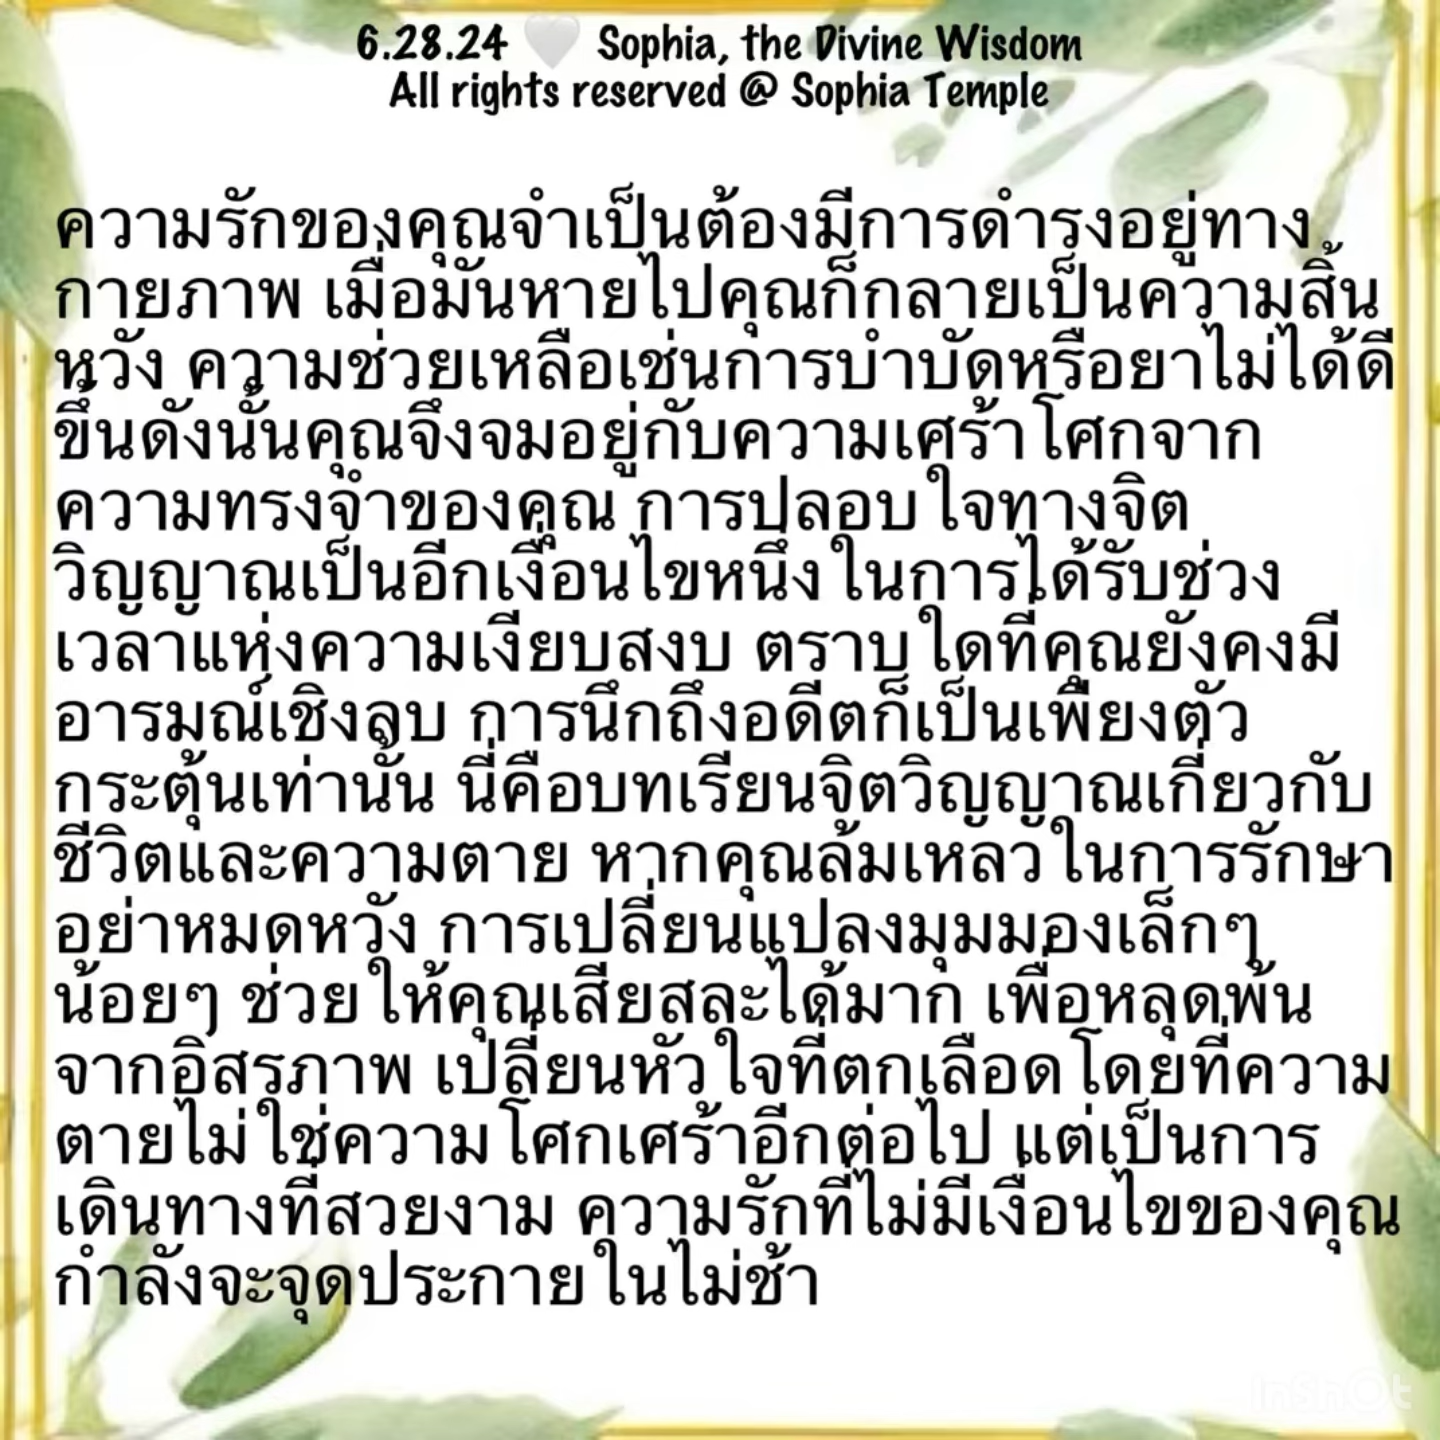 6.28.24 🤍 Sophia, the Divine Wisdom
All rights reserved @ Sophia Temple
ความรักของคุณจำเป็นต้องมีการดำรงอยู่ทาง
กายภาพ เมื่อมันหายไปคุณก็กลายเป็นความสิ้น
หวัง ความช่วยเหลือเช่นการบำบัดหรือยาไม่ได้ดี
ขึ้นดังนั้นคุณจึงจมอยู่กับความเศร้าโศกจาก
ความทรงจำของคุณ การปลอบใจทางจิต
วิญญาณเป็นอีกเงื่อนไขหนึ่งในการได้รับช่วง
เวลาแห่งความเงียบสงบ ตราบใดที่คุณยังคงมี
อารมณ์เชิงลบ การนึกถึงอดีตก็เป็นเพียงตัว
กระตุ้นเท่านั้น นี่คือบทเรียนจิตวิญญาณเกี่ยวกับ
ชีวิตและความตาย หากคุณล้มเหลวในการรักษา
อย่าหมดหวัง การเปลี่ยนแปลงมุมมองเล็กๆ
น้อยๆ ช่วยให้คุณเสียสละได้มาก เพื่อหลุดพ้น
จากอิสรภาพ เปลี่ยนหัวใจที่ตกเลือดโดยที่ความ
ตายไม่ใช่ความโศกเศร้าอีกต่อไป แต่เป็นการ
เดินทางที่สวยงาม ความรักที่ไม่มีเงื่อนไขของคุณ
กำลังจะจุดประกายในไม่ช้า
InShOt